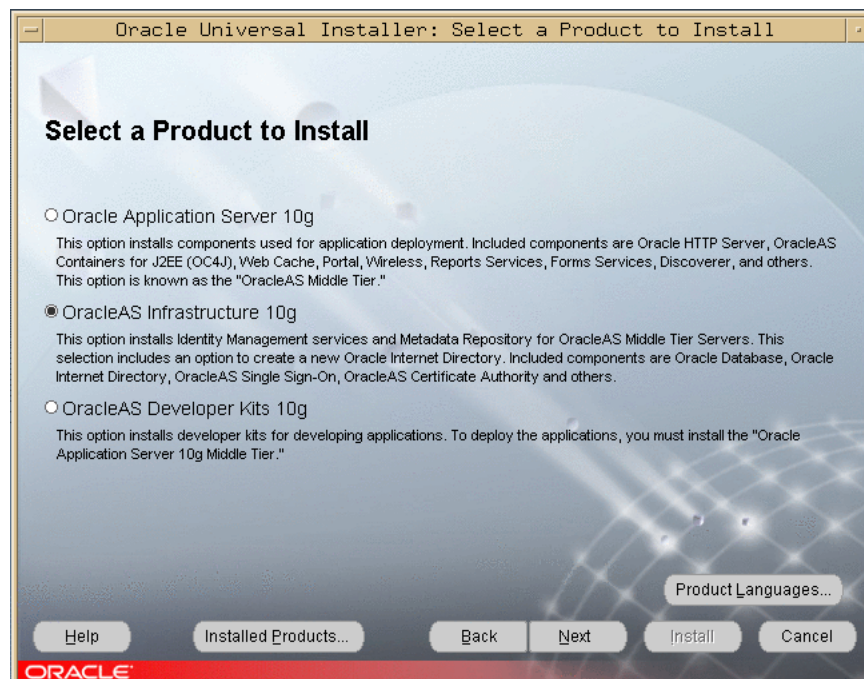 Oracle Universal Installer: Select a Product to Install
Select a Product to Install
Oracle Application Server 10g
This option installs components used for application deployment. Included components are Oracle HTTP Server, OracleAS
Containers for J2EE (OC4J), Web Cache, Portal, Wireless, Reports Services, Forms Services, Discoverer, and others.
This option is known as the "OracleAS Middle Tier."
OracleAS Infrastructure 10g
This option installs Identity Management services and Metadata Repository for OracleAS Middle Tier Servers. This
selection includes an option to create a new Oracle Internet Directory. Included components are Oracle Database, Oracle
Internet Directory, OracleAS Single Sign-On, OracleAS Certificate Authority and others.
OracleAS Developer Kits 10g
This option installs developer kits for developing applications. To deploy the applications, you must install the "Oracle
Application Server 10g Middle Tier."
Product Languages...
Help Installed Products... Back Next Install Cancel
ORACLE